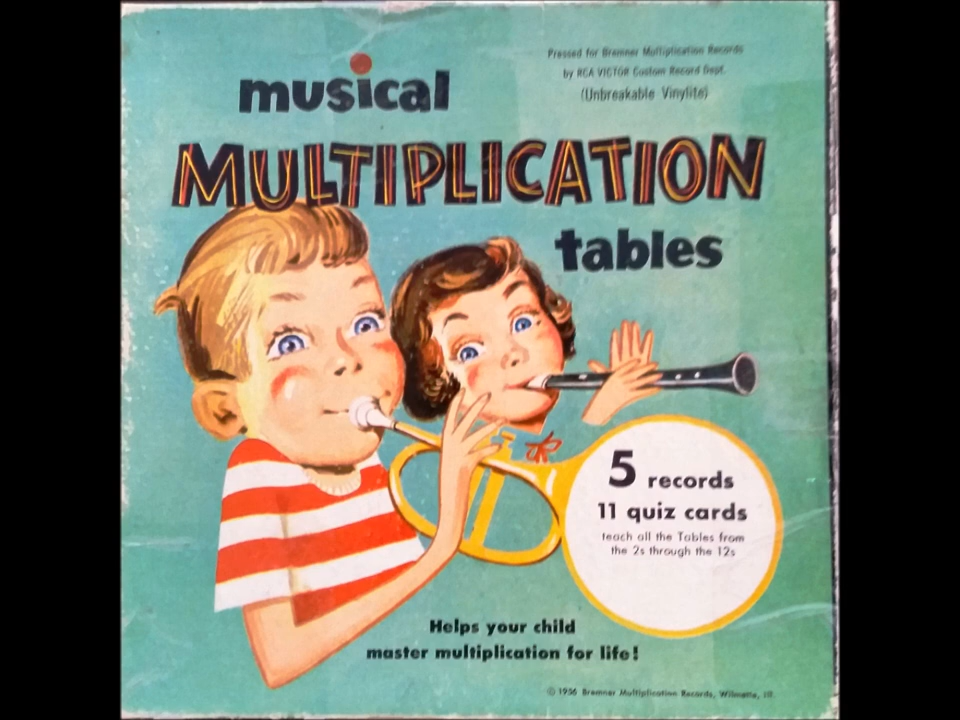 Pressed for Bremner Multiplication Records
by RCA VICTOR Custom Record Dept.
(Unbreakable Vinylite)
musical
MULTIPLICATION
tables
5 records
11 quiz cards
teach all the Tables from
the 2s through the 12s
Helps your child
master multiplication for life!
© 1956 Bremner Multiplication Records, Wilmette, Ill.